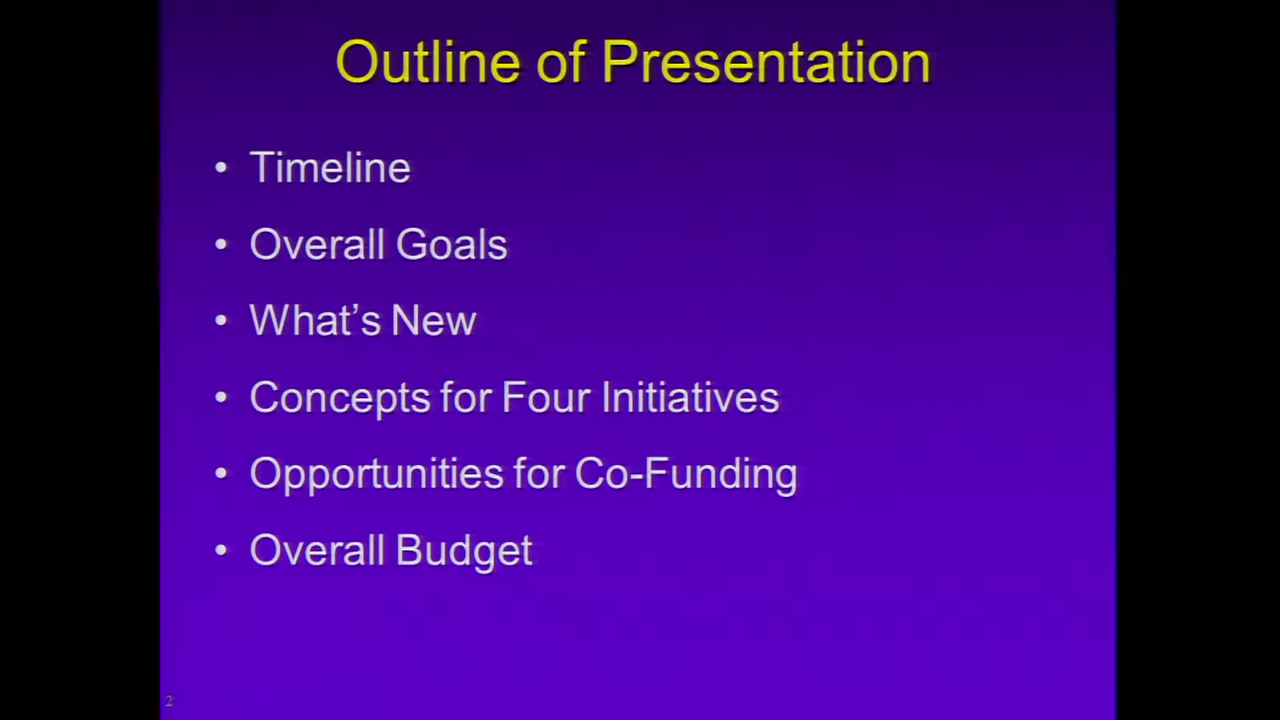 Outline of Presentation
• Timeline
• Overall Goals
• What’s New
• Concepts for Four Initiatives
• Opportunities for Co-Funding
• Overall Budget
2